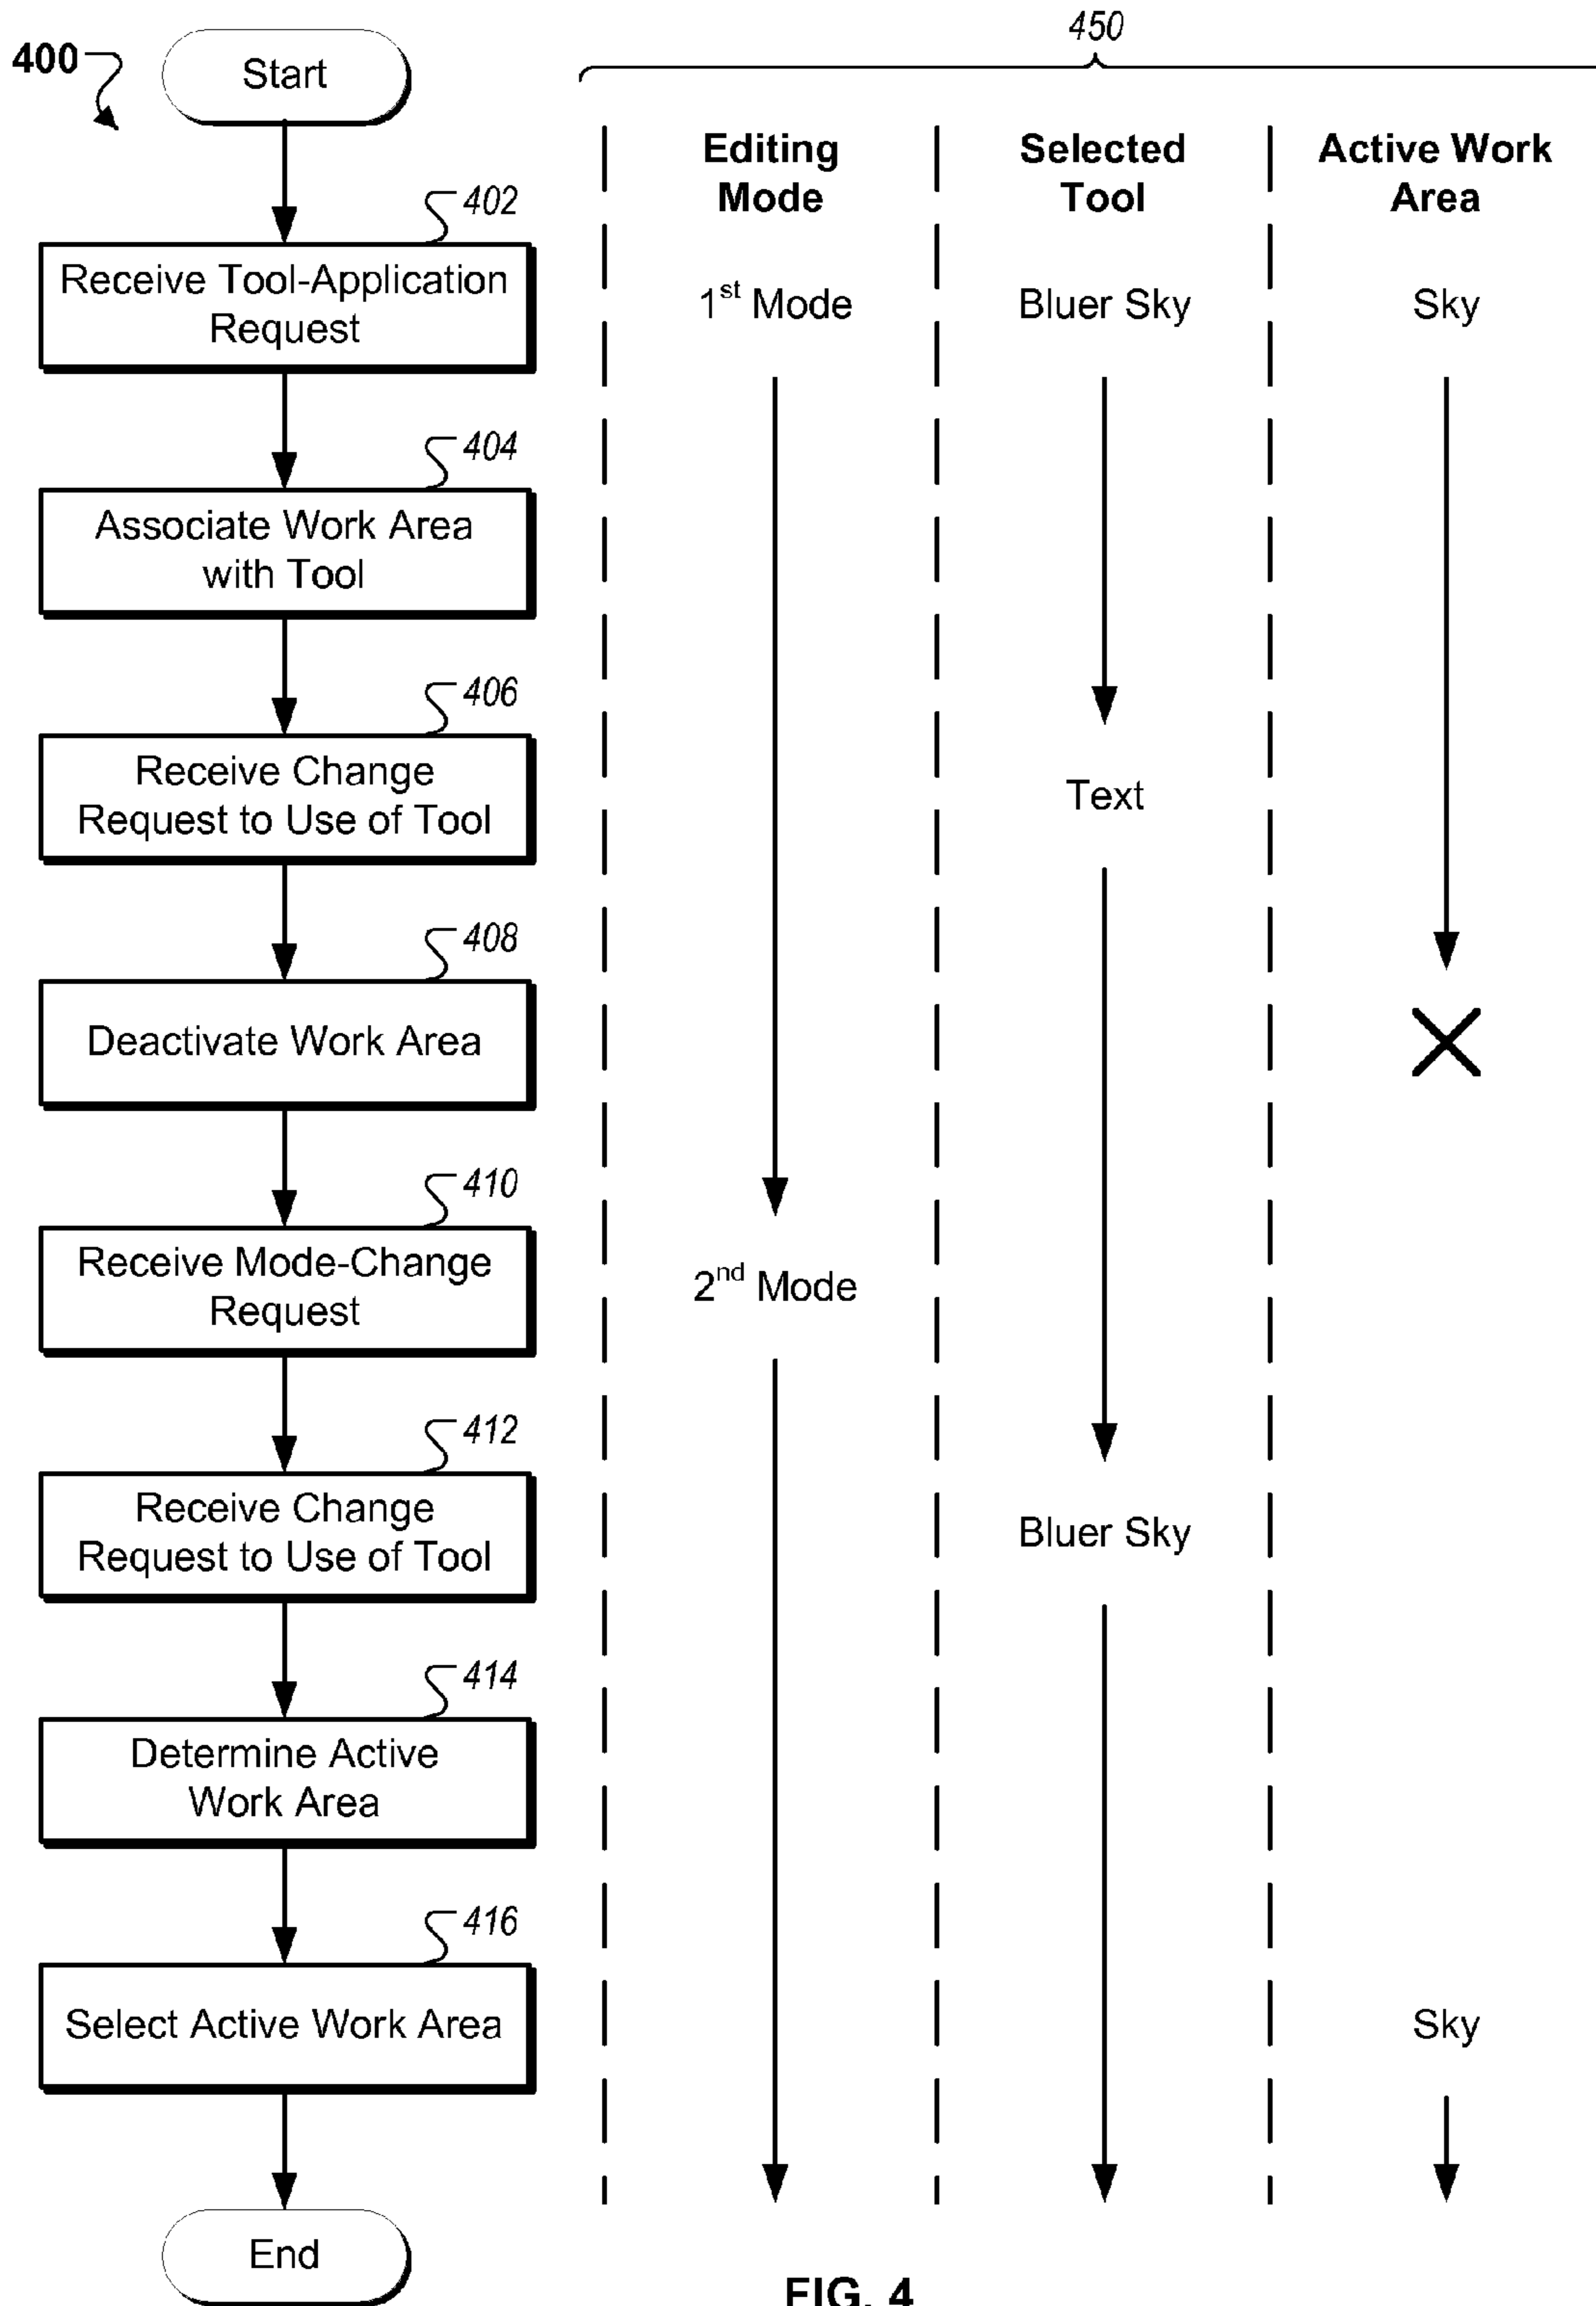 400
Start
450
Editing
Mode
Selected
Tool
Active Work
Area
402
Receive Tool-Application
Request
1st Mode
Bluer Sky
Sky
404
Associate Work Area
with Tool
406
Receive Change
Request to Use of Tool
Text
408
Deactivate Work Area
410
Receive Mode-Change
Request
2nd Mode
412
Receive Change
Request to Use of Tool
Bluer Sky
414
Determine Active
Work Area
416
Select Active Work Area
Sky
End
FIG. 4